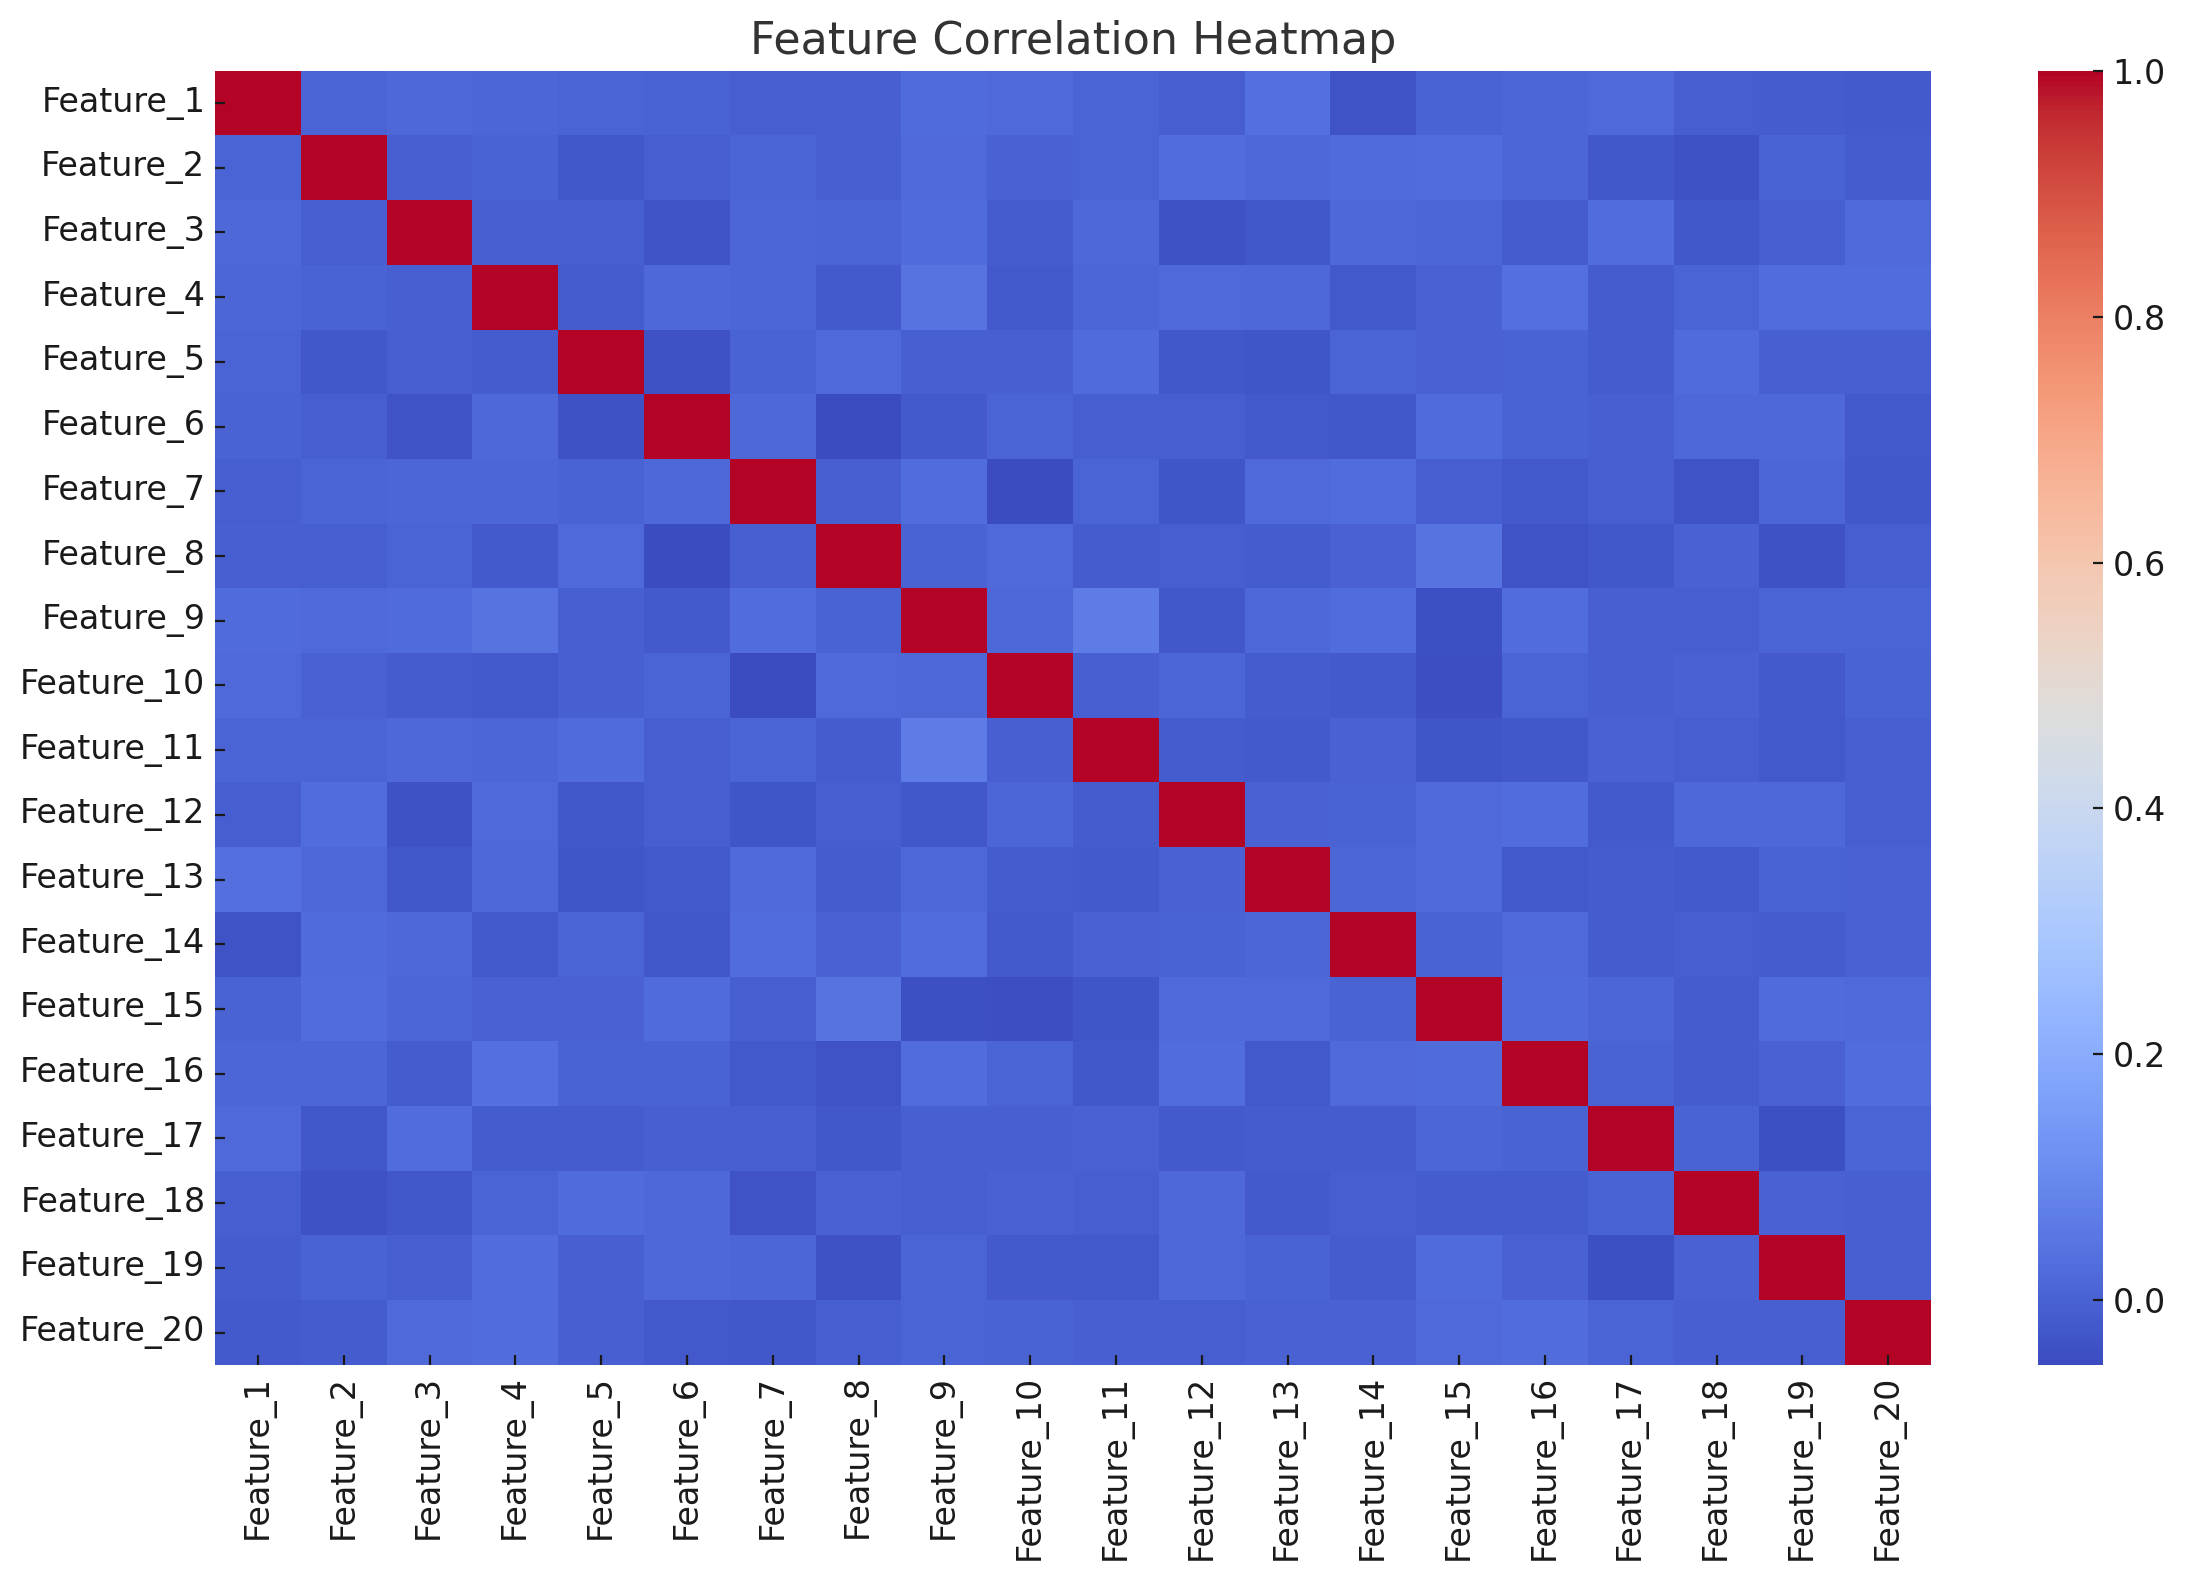 Feature Correlation Heatmap
Feature_1
Feature_2
Feature_3
Feature_4
Feature_5
Feature_6
Feature_7
Feature_8
Feature_9
Feature_10
Feature_11
Feature_12
Feature_13
Feature_14
Feature_15
Feature_16
Feature_17
Feature_18
Feature_19
Feature_20
Feature_1
Feature_2
Feature_3
Feature_4
Feature_5
Feature_6
Feature_7
Feature_8
Feature_9
Feature_10
Feature_11
Feature_12
Feature_13
Feature_14
Feature_15
Feature_16
Feature_17
Feature_18
Feature_19
Feature_20
1.0
0.8
0.6
0.4
0.2
0.0